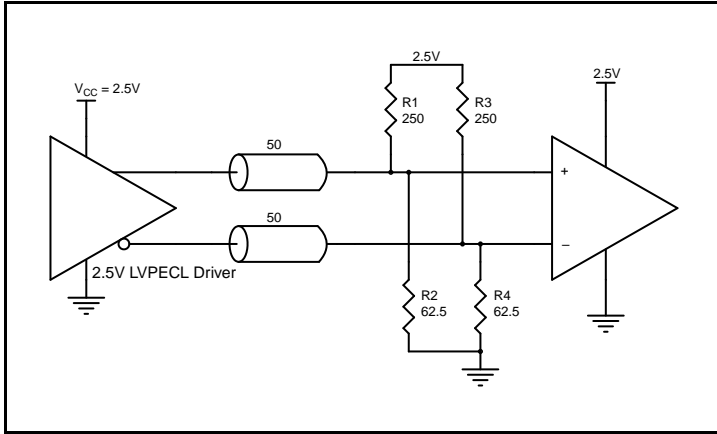 2.5V
V_CC = 2.5V
2.5V
R1
250
R3
250
50
+
50
−
2.5V LVPECL Driver
R2
62.5
R4
62.5